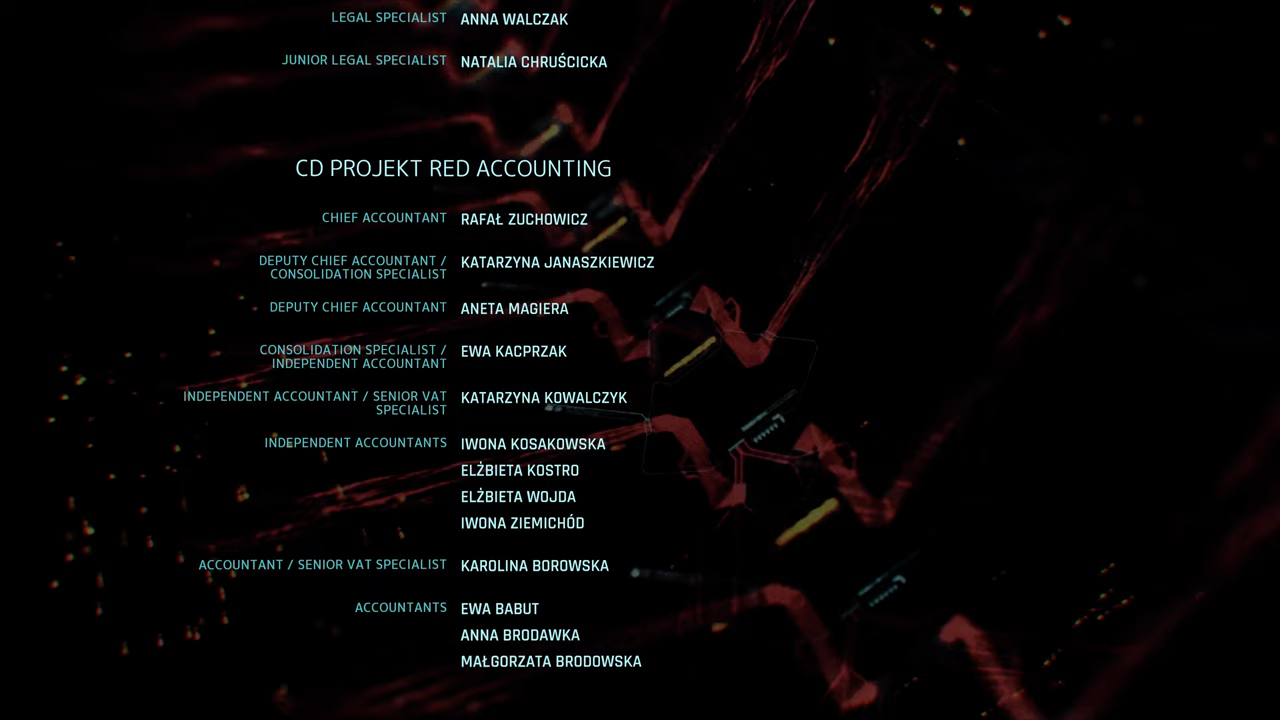 LEGAL SPECIALIST ANNA WALCZAK
JUNIOR LEGAL SPECIALIST NATALIA CHRUŚCICKA
CD PROJEKT RED ACCOUNTING
CHIEF ACCOUNTANT RAFAŁ ZUCHOWICZ
DEPUTY CHIEF ACCOUNTANT / KATARZYNA JANASZKIEWICZ
CONSOLIDATION SPECIALIST
DEPUTY CHIEF ACCOUNTANT ANETA MAGIERA
CONSOLIDATION SPECIALIST / EWA KACPRZAK
INDEPENDENT ACCOUNTANT
INDEPENDENT ACCOUNTANT / SENIOR VAT KATARZYNA KOWALCZYK
SPECIALIST
INDEPENDENT ACCOUNTANTS IWONA KOSAKOWSKA
ELŻBIETA KOSTRO
ELŻBIETA WOJDA
IWONA ZIEMICHÓD
ACCOUNTANT / SENIOR VAT SPECIALIST KAROLINA BOROWSKA
ACCOUNTANTS EWA BABUT
ANNA BRODAWKA
MAŁGORZATA BRODOWSKA